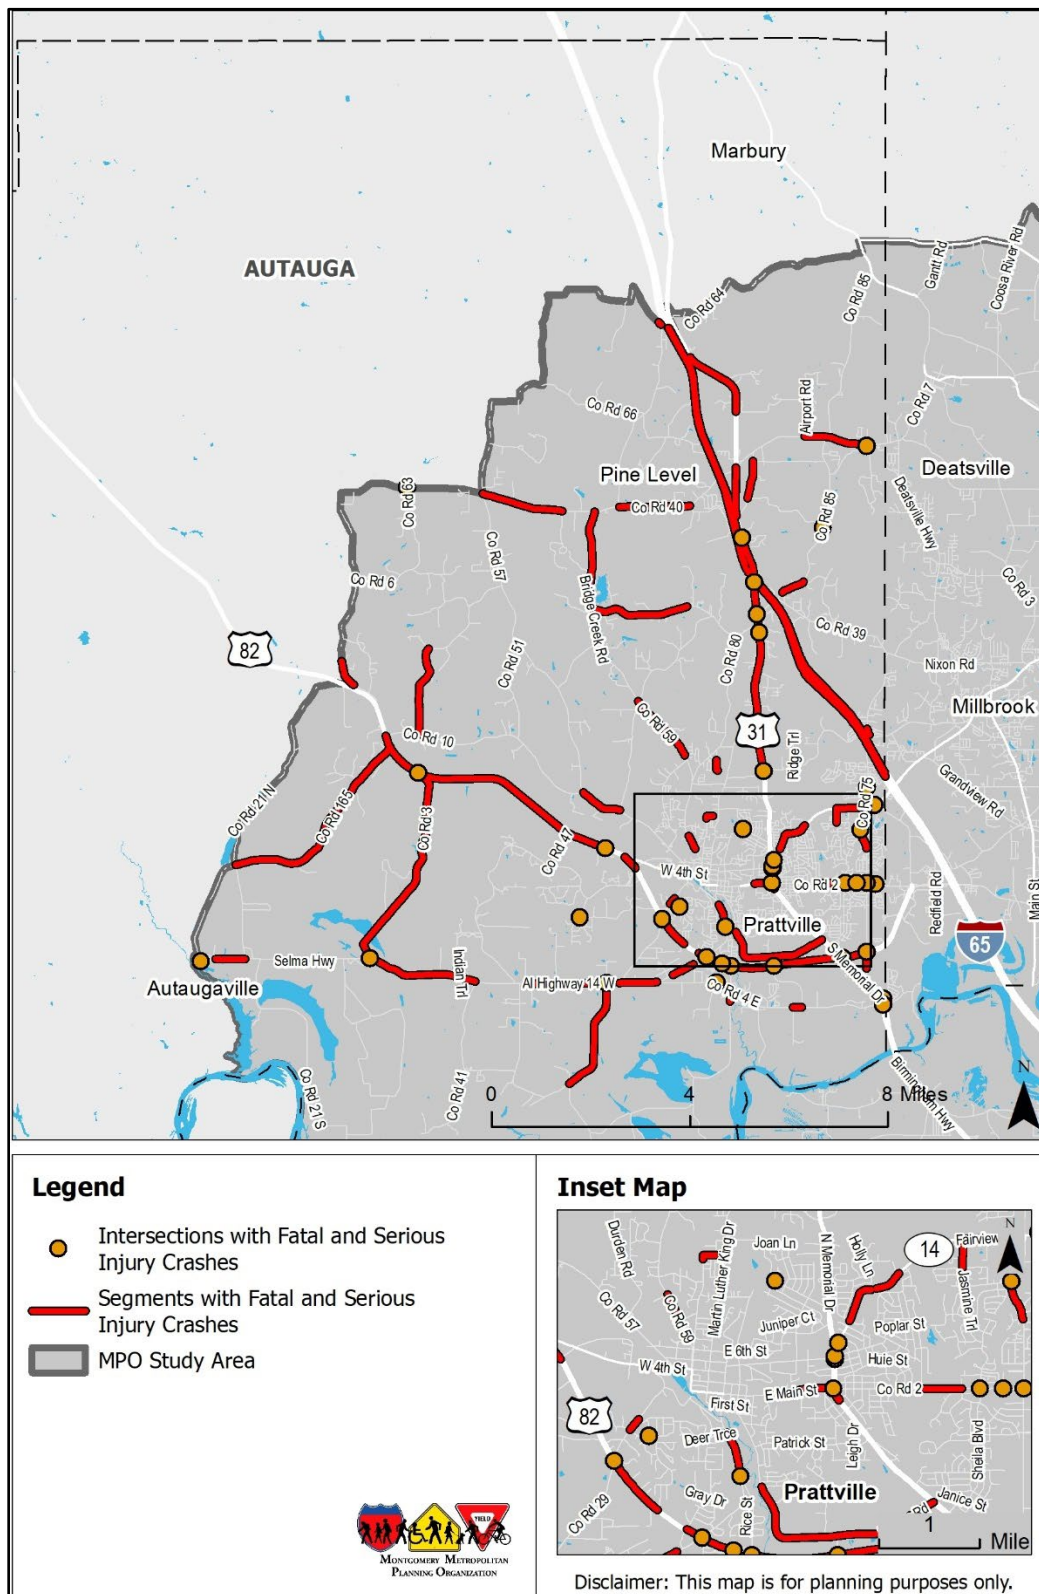 Marbury
AUTAUGA
Co Rd 64
Co Rd 85
Gantt Rd
Coosa River Rd
Co Rd 66
Airport Rd
Co Rd 7
Pine Level
Deatsville
Co Rd 63
Co Rd 40
Co Rd 85
Deatsville Hwy
Co Rd 57
Co Rd 6
Bridge Creek Rd
Co Rd 3
Co Rd 39
82
Co Rd 51
Co Rd 80
Nixon Rd
Millbrook
Co Rd 59
31
Ridge Trl
Co Rd 10
Grandview Rd
Co Rd 75
Co Rd 21 N
Co Rd 165
Co Rd 3
Co Rd 47
W 4th St
Co Rd 2
Redfield Rd
Main St
Prattville
65
S Memorial Dr
Selma Hwy
Indian Trl
Autaugaville
Al Highway 14 W
Co Rd 4 E
Birmingham Hwy
Co Rd 21 S
Co Rd 41
N
0
4
8 Miles
Legend
Intersections with Fatal and Serious
Injury Crashes
Segments with Fatal and Serious
Injury Crashes
MPO Study Area
YIELD
MONTGOMERY METROPOLITAN
PLANNING ORGANIZATION
Inset Map
Durden Rd
Martin Luther King Dr
Joan Ln
N Memorial Dr
Holly Ln
14
Fairview
N
Co Rd 57
Co Rd 59
Juniper Ct
Poplar St
Jasmine Trl
W 4th St
E 6th St
Huie St
E Main St
Co Rd 2
First St
82
Deer Trce
Patrick St
Leigh Dr
Sheila Blvd
Gray Dr
Rice St
Prattville
Janice St
Co Rd 29
Rd
1
Mile
Disclaimer: This map is for planning purposes only.